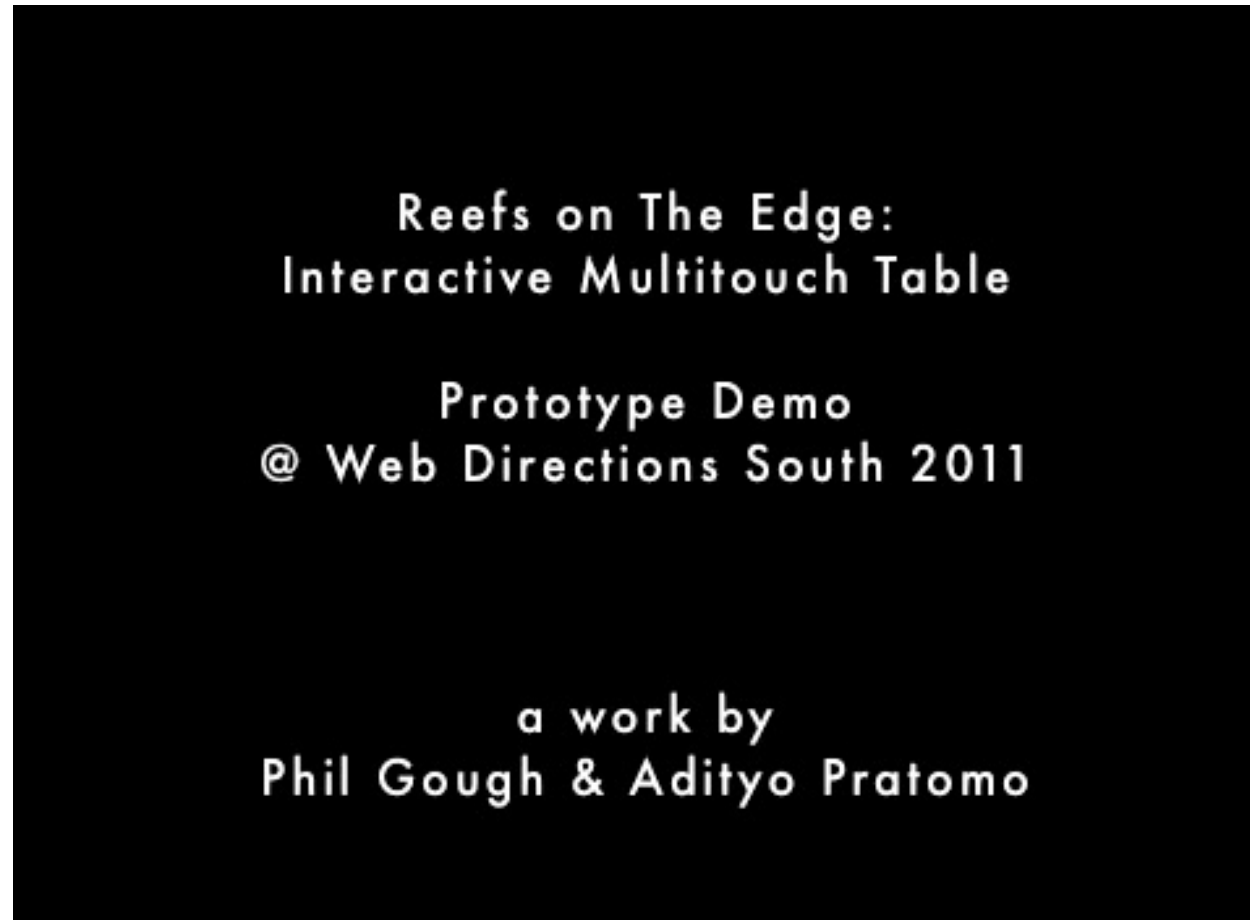 Reefs on The Edge:
Interactive Multitouch Table
Prototype Demo
@ Web Directions South 2011
a work by
Phil Gough & Adityo Pratomo